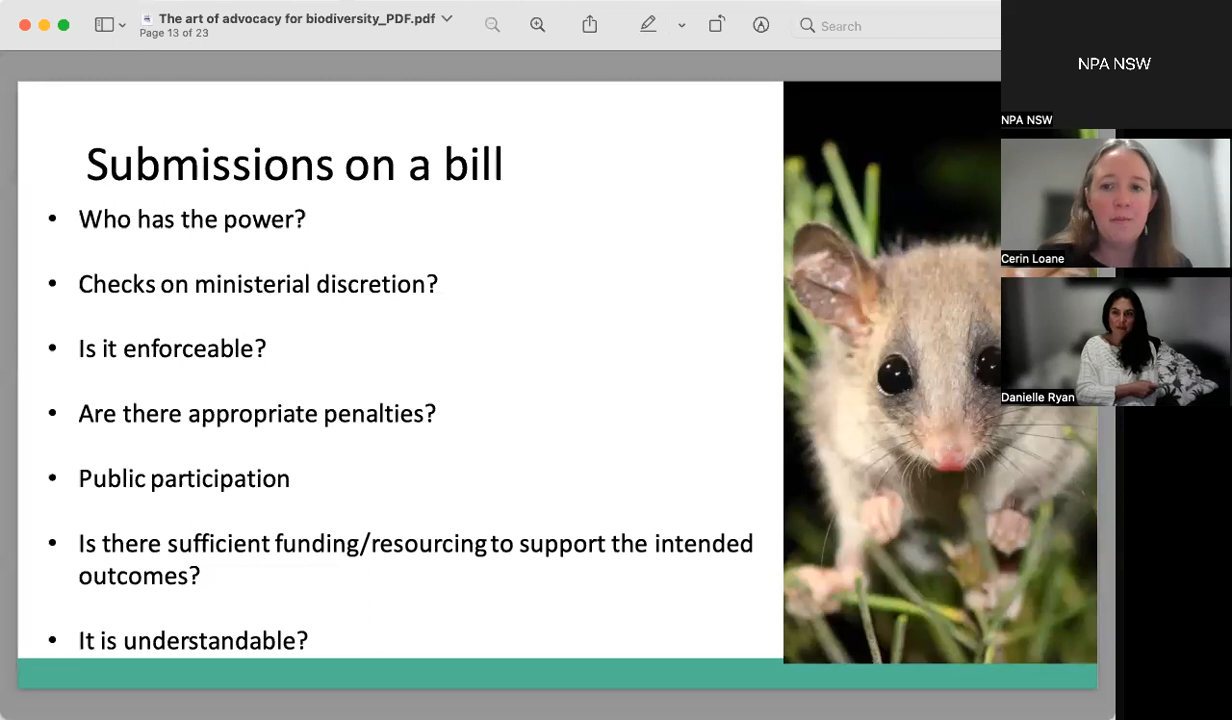 The art of advocacy for biodiversity_PDF.pdf
Page 13 of 23
Search
NPA NSW
NPA NSW
Cerin Loane
Danielle Ryan
Submissions on a bill
• Who has the power?
• Checks on ministerial discretion?
• Is it enforceable?
• Are there appropriate penalties?
• Public participation
• Is there sufficient funding/resourcing to support the intended
outcomes?
• It is understandable?